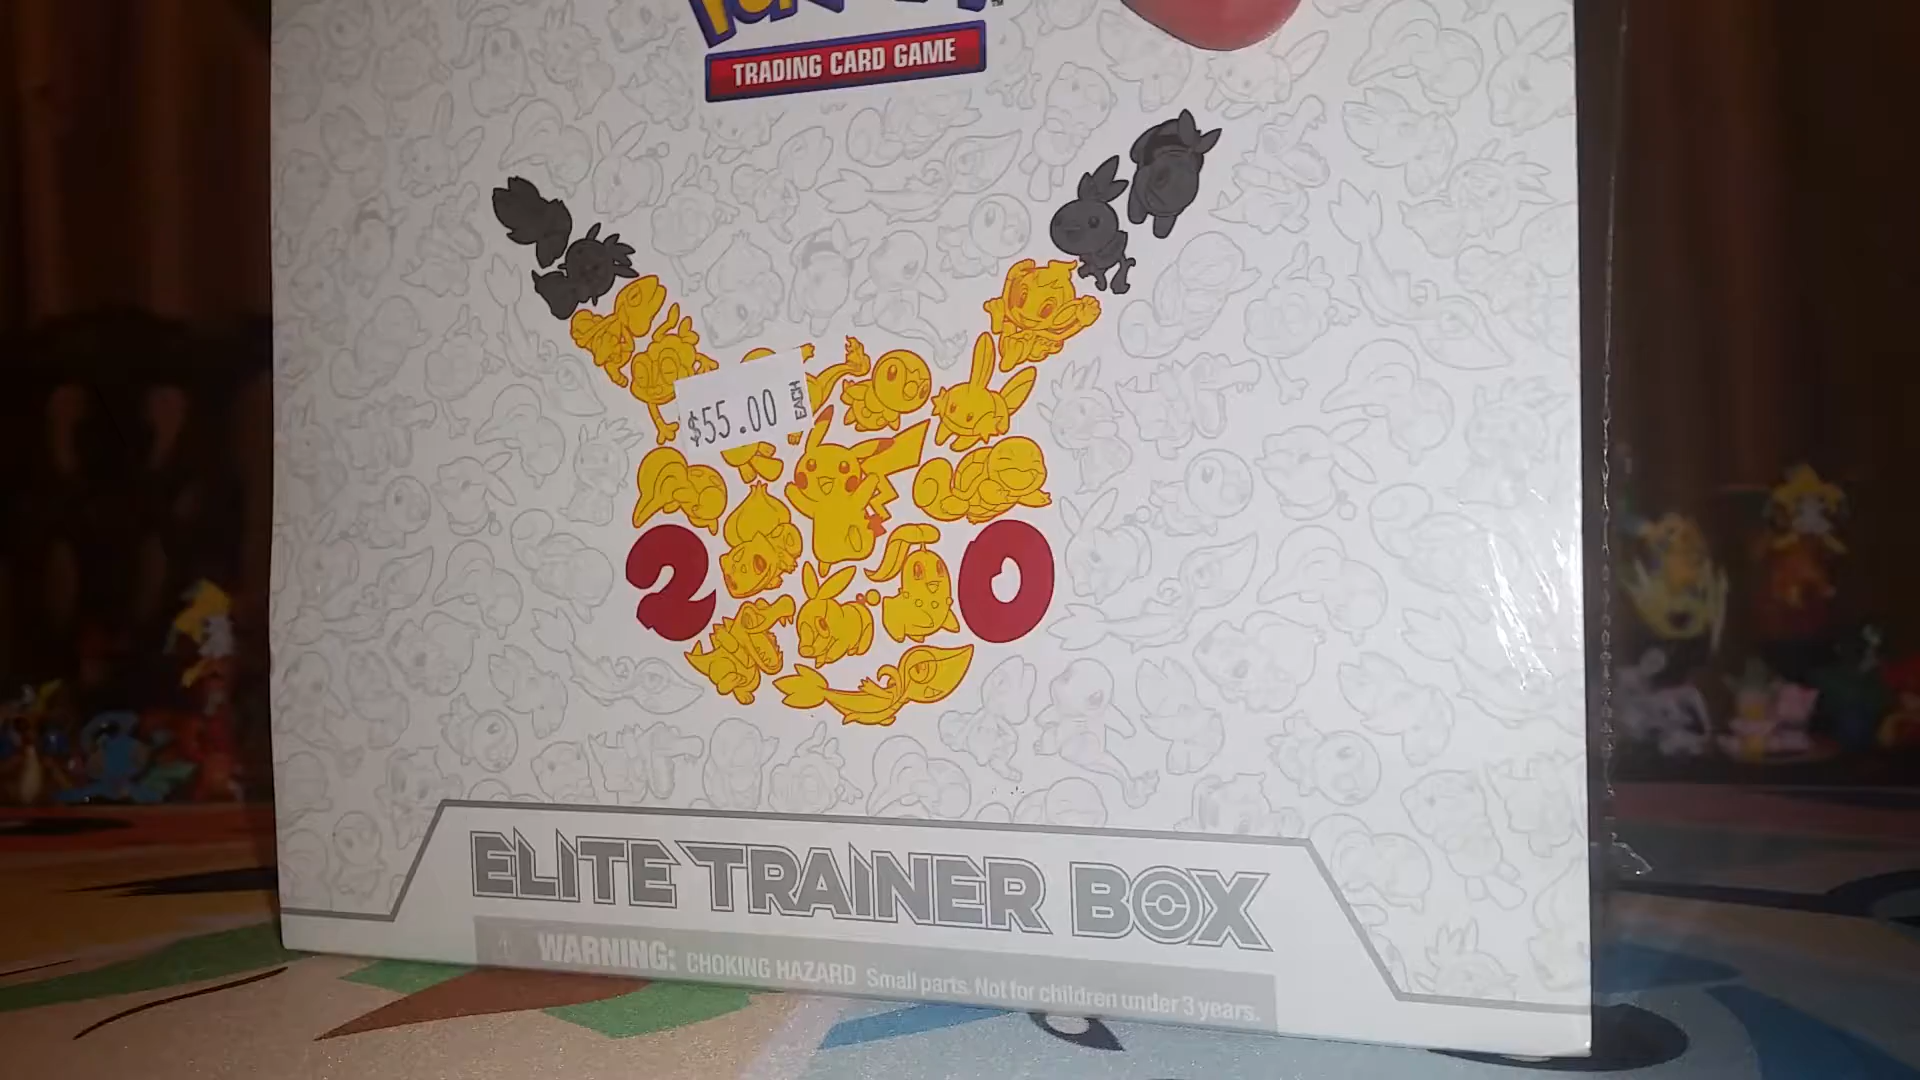 TRADING CARD GAME
$55.00 EACH
20
ELITE TRAINER BOX
WARNING: CHOKING HAZARD Small parts. Not for children under 3 years.